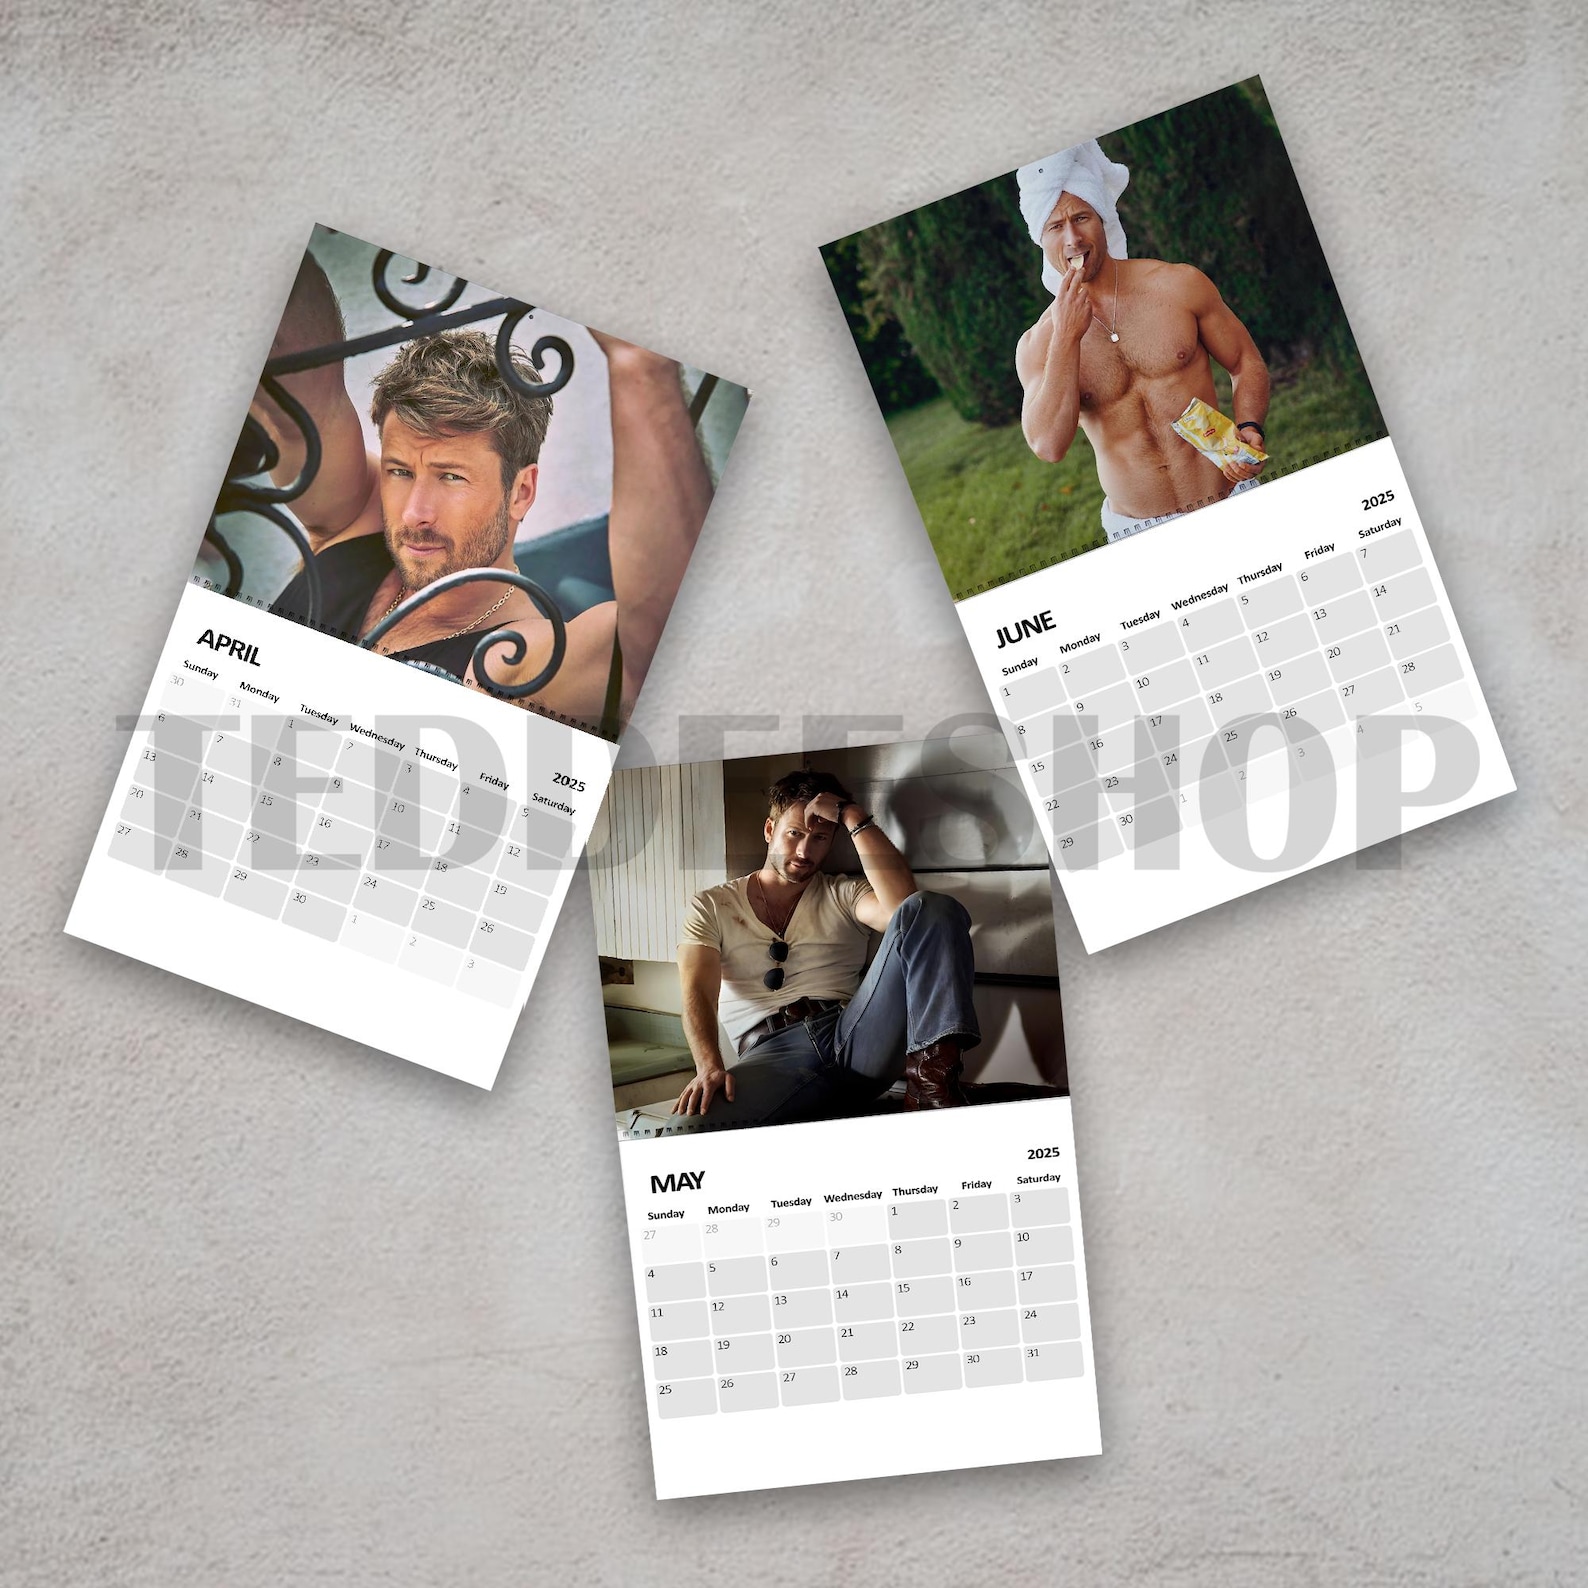 APRIL
2025
Sunday Monday Tuesday Wednesday Thursday Friday Saturday
30 31 1 2 3 4 5
6 7 8 9 10 11 12
13 14 15 16 17 18 19
20 21 22 23 24 25 26
27 28 29 30 1 2 3
JUNE
2025
Sunday Monday Tuesday Wednesday Thursday Friday Saturday
1 2 3 4 5 6 7
8 9 10 11 12 13 14
15 16 17 18 19 20 21
22 23 24 25 26 27 28
29 30 1 2 3 4 5
TEDDEESHOP
MAY
2025
Sunday Monday Tuesday Wednesday Thursday Friday Saturday
27 28 29 30 1 2 3
4 5 6 7 8 9 10
11 12 13 14 15 16 17
18 19 20 21 22 23 24
25 26 27 28 29 30 31